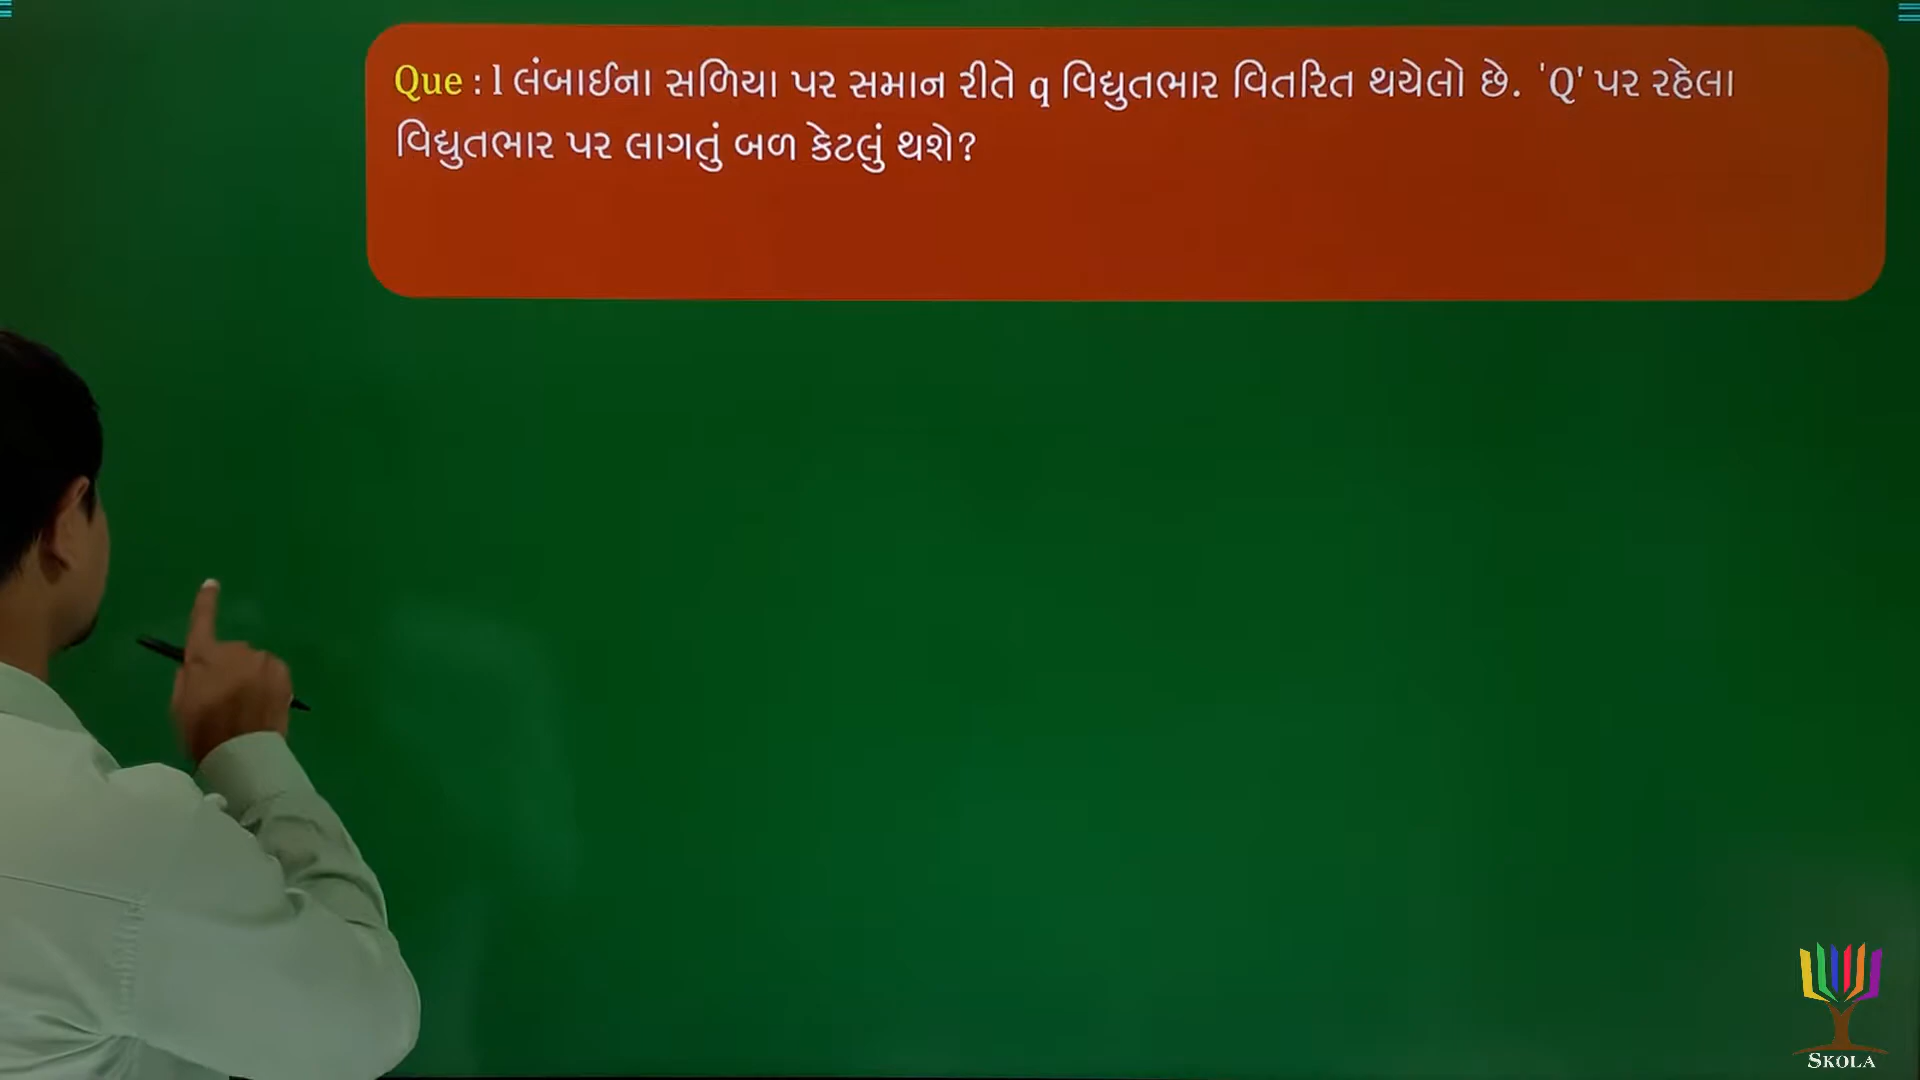 Que : l લંબાઈના સળિયા પર સમાન રીતે q વિદ્યુતભાર વિતરિત થયેલો છે. 'Q' પર રહેલા
વિદ્યુતભાર પર લાગતું બળ કેટલું થશે?
SKOLA